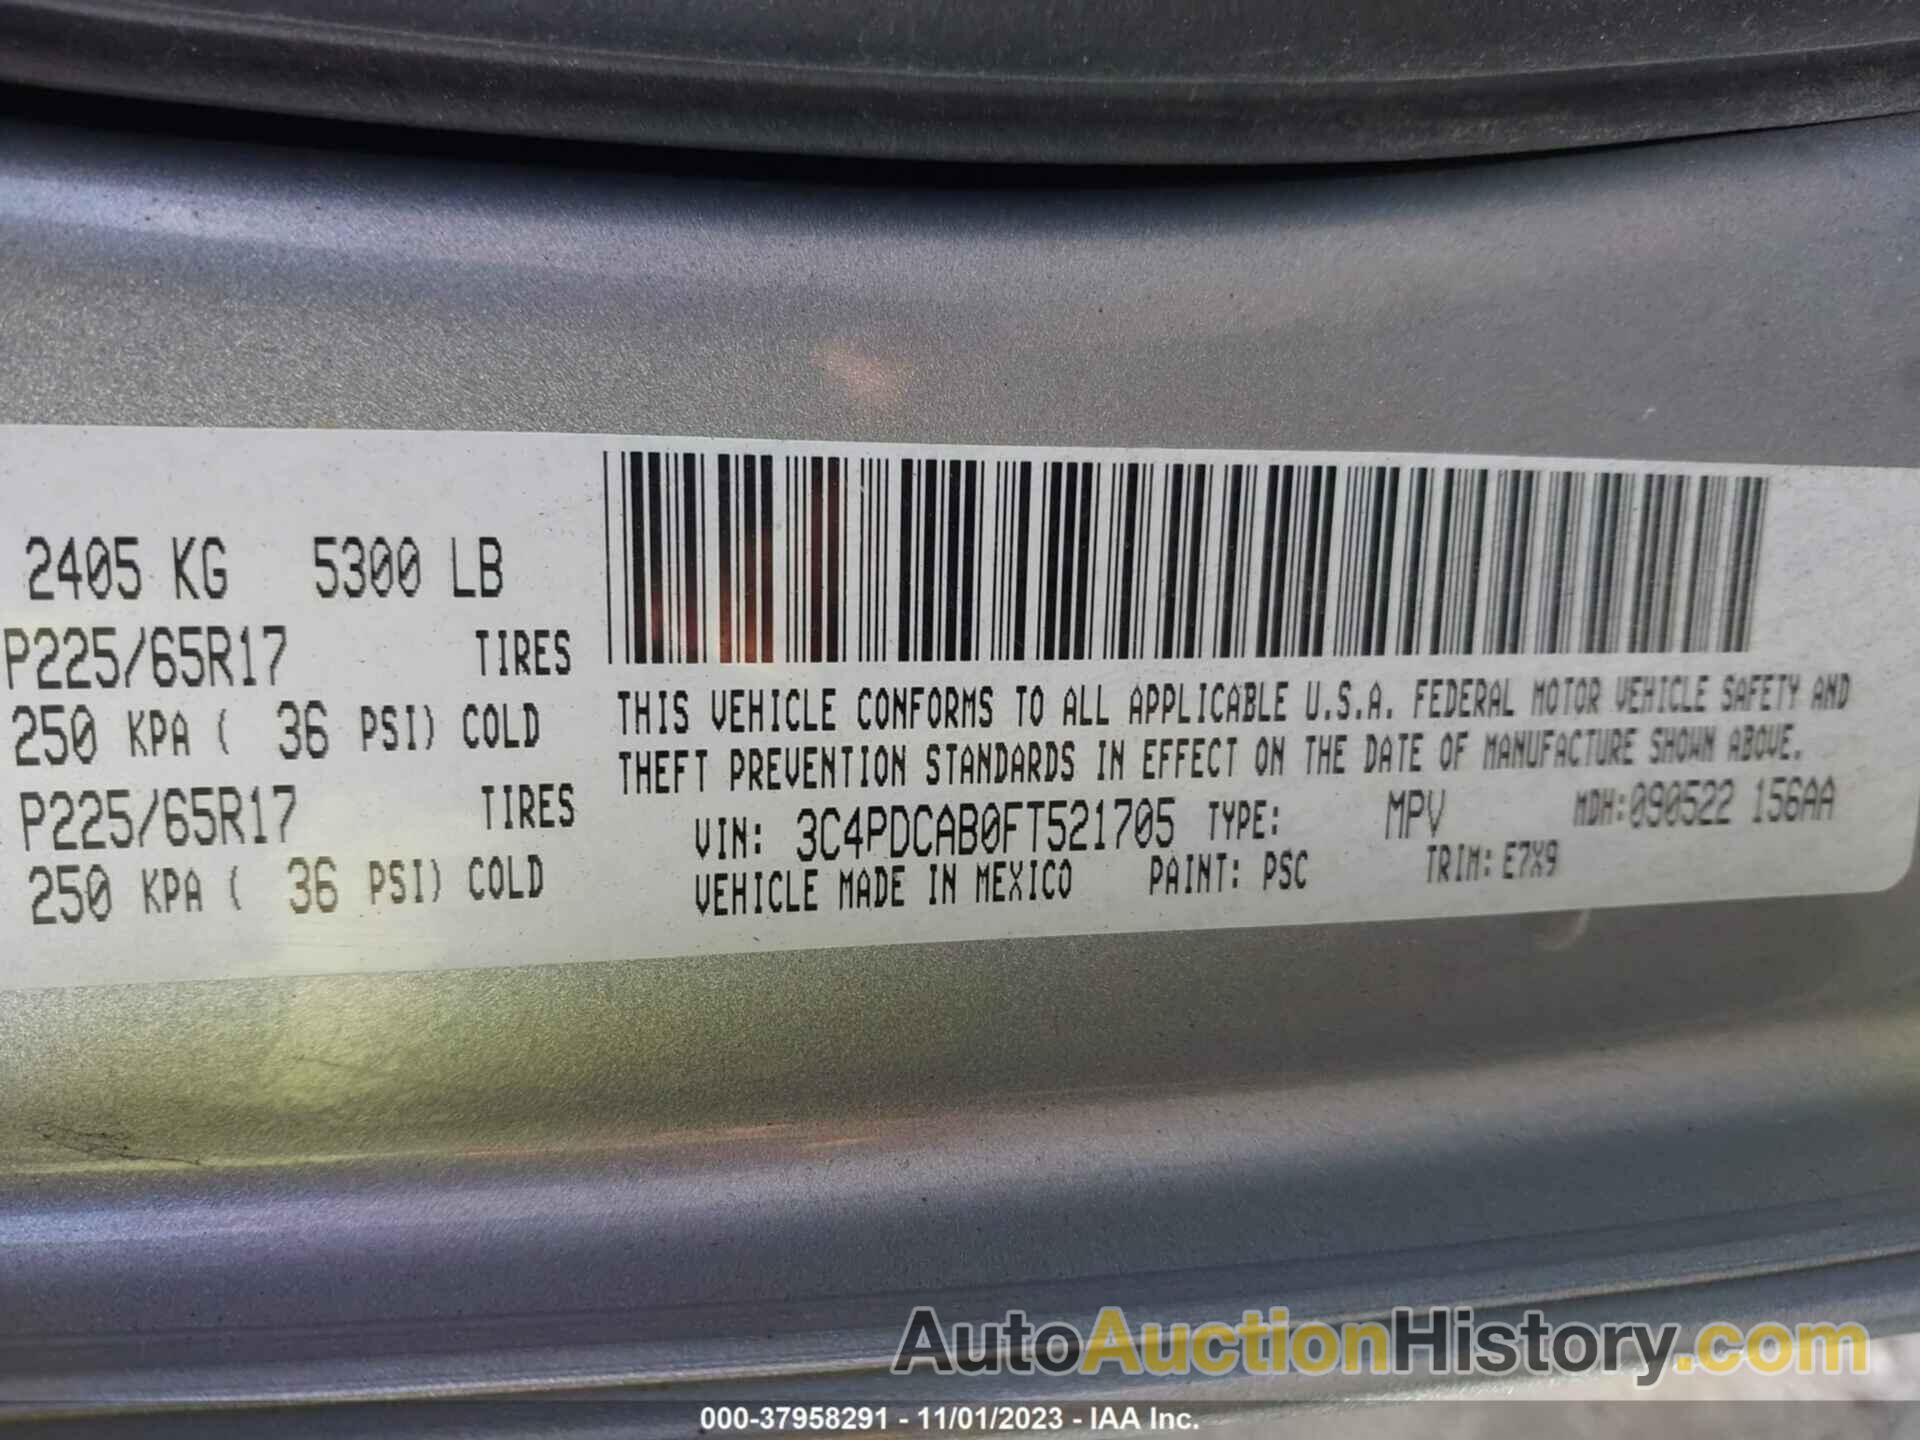 2405 KG 5300 LB
P225/65R17 TIRES
250 KPA ( 36 PSI) COLD
P225/65R17 TIRES
250 KPA ( 36 PSI) COLD
THIS VEHICLE CONFORMS TO ALL APPLICABLE U.S.A. FEDERAL MOTOR VEHICLE SAFETY AND
THEFT PREVENTION STANDARDS IN EFFECT ON THE DATE OF MANUFACTURE SHOWN ABOVE.
VIN: 3C4PDCAB0FT521705 TYPE: MPV MDH:090522 156AA
VEHICLE MADE IN MEXICO PAINT: PSC TRIM: E7X9
AutoAuctionHistory.com
000-37958291 - 11/01/2023 - IAA Inc.